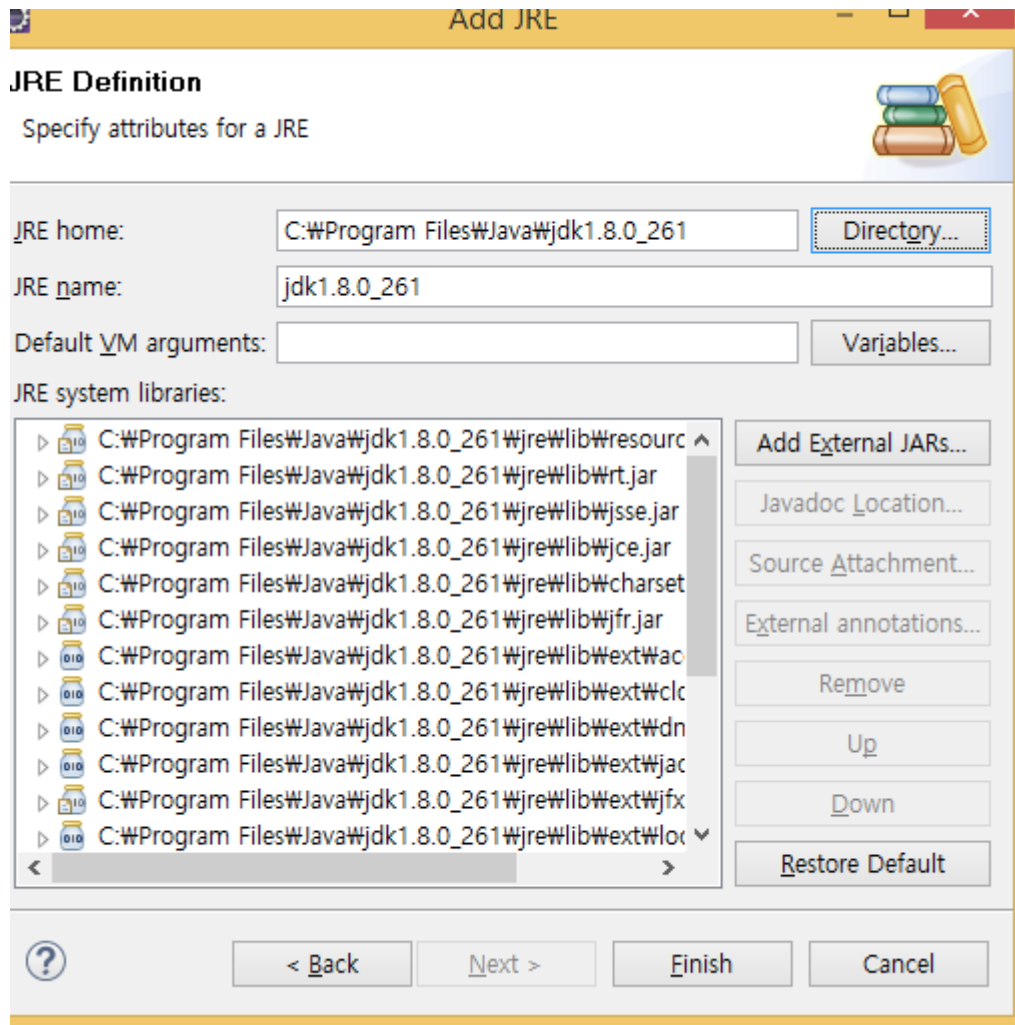 Add JRE
JRE Definition
Specify attributes for a JRE
JRE home:
C:₩Program Files₩Java₩jdk1.8.0_261
Directory...
JRE name:
jdk1.8.0_261
Default VM arguments:
Variables...
JRE system libraries:
C:₩Program Files₩Java₩jdk1.8.0_261₩jre₩lib₩resourc
C:₩Program Files₩Java₩jdk1.8.0_261₩jre₩lib₩rt.jar
C:₩Program Files₩Java₩jdk1.8.0_261₩jre₩lib₩jsse.jar
C:₩Program Files₩Java₩jdk1.8.0_261₩jre₩lib₩jce.jar
C:₩Program Files₩Java₩jdk1.8.0_261₩jre₩lib₩charset
C:₩Program Files₩Java₩jdk1.8.0_261₩jre₩lib₩jfr.jar
C:₩Program Files₩Java₩jdk1.8.0_261₩jre₩lib₩ext₩ac
C:₩Program Files₩Java₩jdk1.8.0_261₩jre₩lib₩ext₩clc
C:₩Program Files₩Java₩jdk1.8.0_261₩jre₩lib₩ext₩dn
C:₩Program Files₩Java₩jdk1.8.0_261₩jre₩lib₩ext₩jac
C:₩Program Files₩Java₩jdk1.8.0_261₩jre₩lib₩ext₩jfx
C:₩Program Files₩Java₩jdk1.8.0_261₩jre₩lib₩ext₩loc
Add External JARs...
Javadoc Location...
Source Attachment...
External annotations...
Remove
Up
Down
Restore Default
?
< Back
Next >
Finish
Cancel